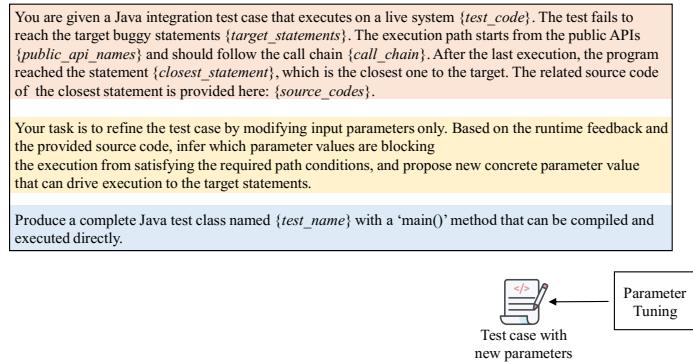 You are given a Java integration test case that executes on a live system {test_code}. The test fails to
reach the target buggy statements {target_statements}. The execution path starts from the public APIs
{public_api_names} and should follow the call chain {call_chain}. After the last execution, the program
reached the statement {closest_statement}, which is the closest one to the target. The related source code
of the closest statement is provided here: {source_codes}.
Your task is to refine the test case by modifying input parameters only. Based on the runtime feedback and
the provided source code, infer which parameter values are blocking
the execution from satisfying the required path conditions, and propose new concrete parameter value
that can drive execution to the target statements.
Produce a complete Java test class named {test_name} with a ‘main()’ method that can be compiled and
executed directly.
</>
Parameter
Tuning
Test case with
new parameters